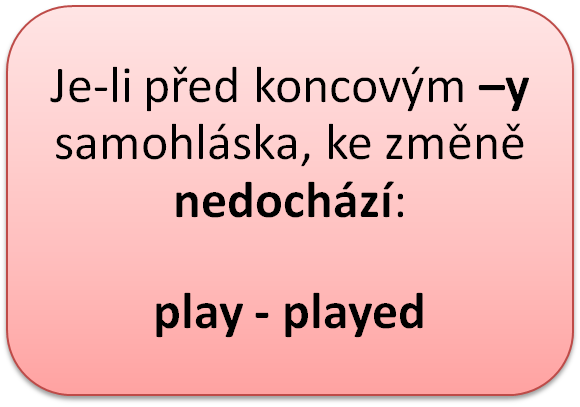 Je-li před koncovým –y
samohláska, ke změně
nedochází:
play - played